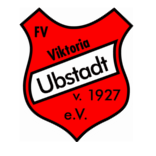 FV
Viktoria
Ubstadt
v. 1927
e.V.